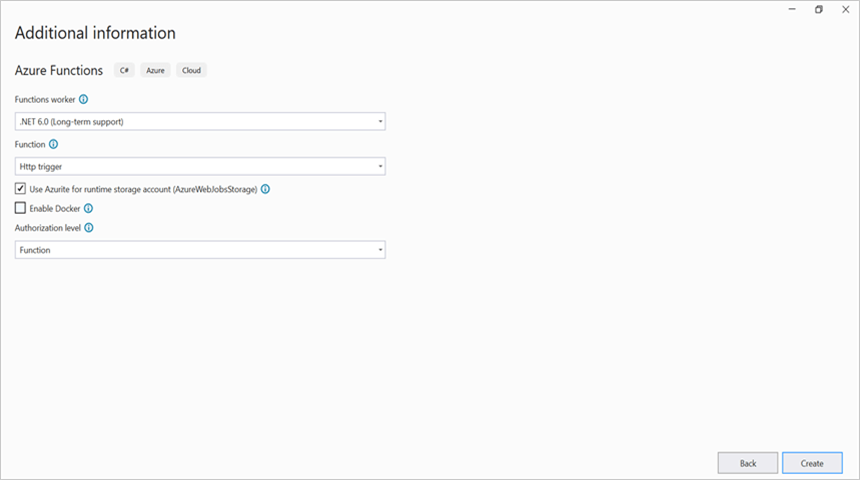 Additional information
Azure Functions C# Azure Cloud
Functions worker
.NET 6.0 (Long-term support)
Function
Http trigger
Use Azurite for runtime storage account (AzureWebJobsStorage)
Enable Docker
Authorization level
Function
Back Create